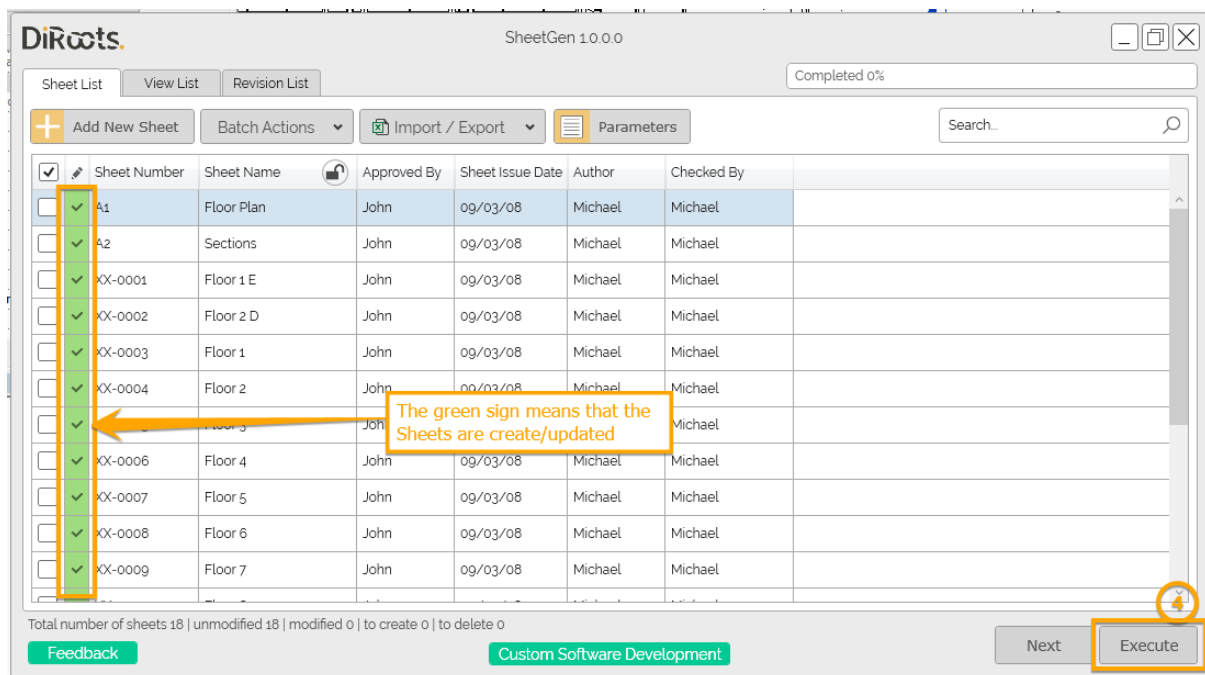 DiRoots.
SheetGen 1.0.0.0
Sheet List View List Revision List
Completed 0%
Add New Sheet Batch Actions Import / Export Parameters
Search...
Sheet Number Sheet Name Approved By Sheet Issue Date Author Checked By
A1 Floor Plan John 09/03/08 Michael Michael
A2 Sections John 09/03/08 Michael Michael
XX-0001 Floor 1 E John 09/03/08 Michael Michael
XX-0002 Floor 2 D John 09/03/08 Michael Michael
XX-0003 Floor 1 John 09/03/08 Michael Michael
XX-0004 Floor 2 John 09/03/08 Michael Michael
Floor 3 John Michael
The green sign means that the
Sheets are create/updated
XX-0006 Floor 4 John 09/03/08 Michael Michael
XX-0007 Floor 5 John 09/03/08 Michael Michael
XX-0008 Floor 6 John 09/03/08 Michael Michael
XX-0009 Floor 7 John 09/03/08 Michael Michael
4
Total number of sheets 18 | unmodified 18 | modified 0 | to create 0 | to delete 0
Feedback
Custom Software Development
Next Execute